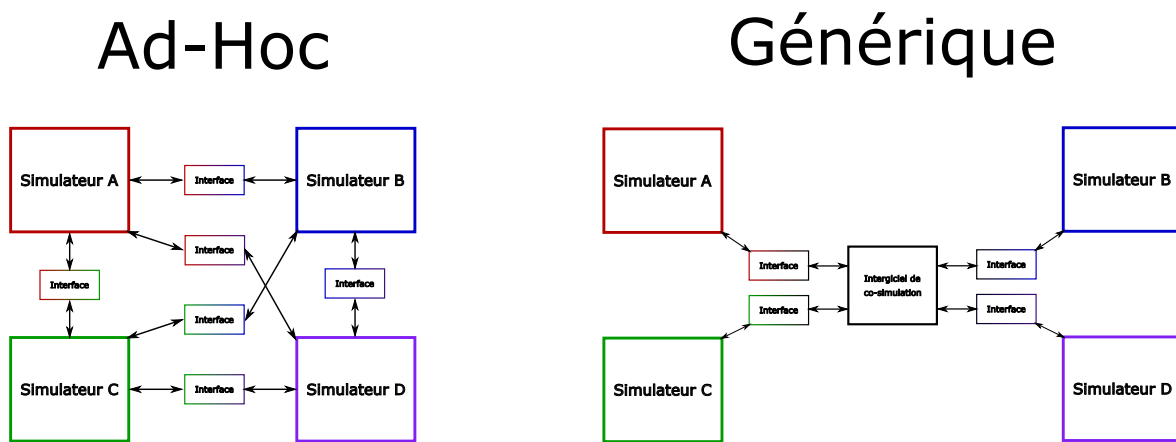 Ad-Hoc
Simulateur A
Interface
Simulateur B
Interface
Interface
Interface
Interface
Simulateur C
Interface
Simulateur D
Générique
Simulateur A
Simulateur B
Interface
Intergiciel de
co-simulation
Interface
Interface
Interface
Simulateur C
Simulateur D